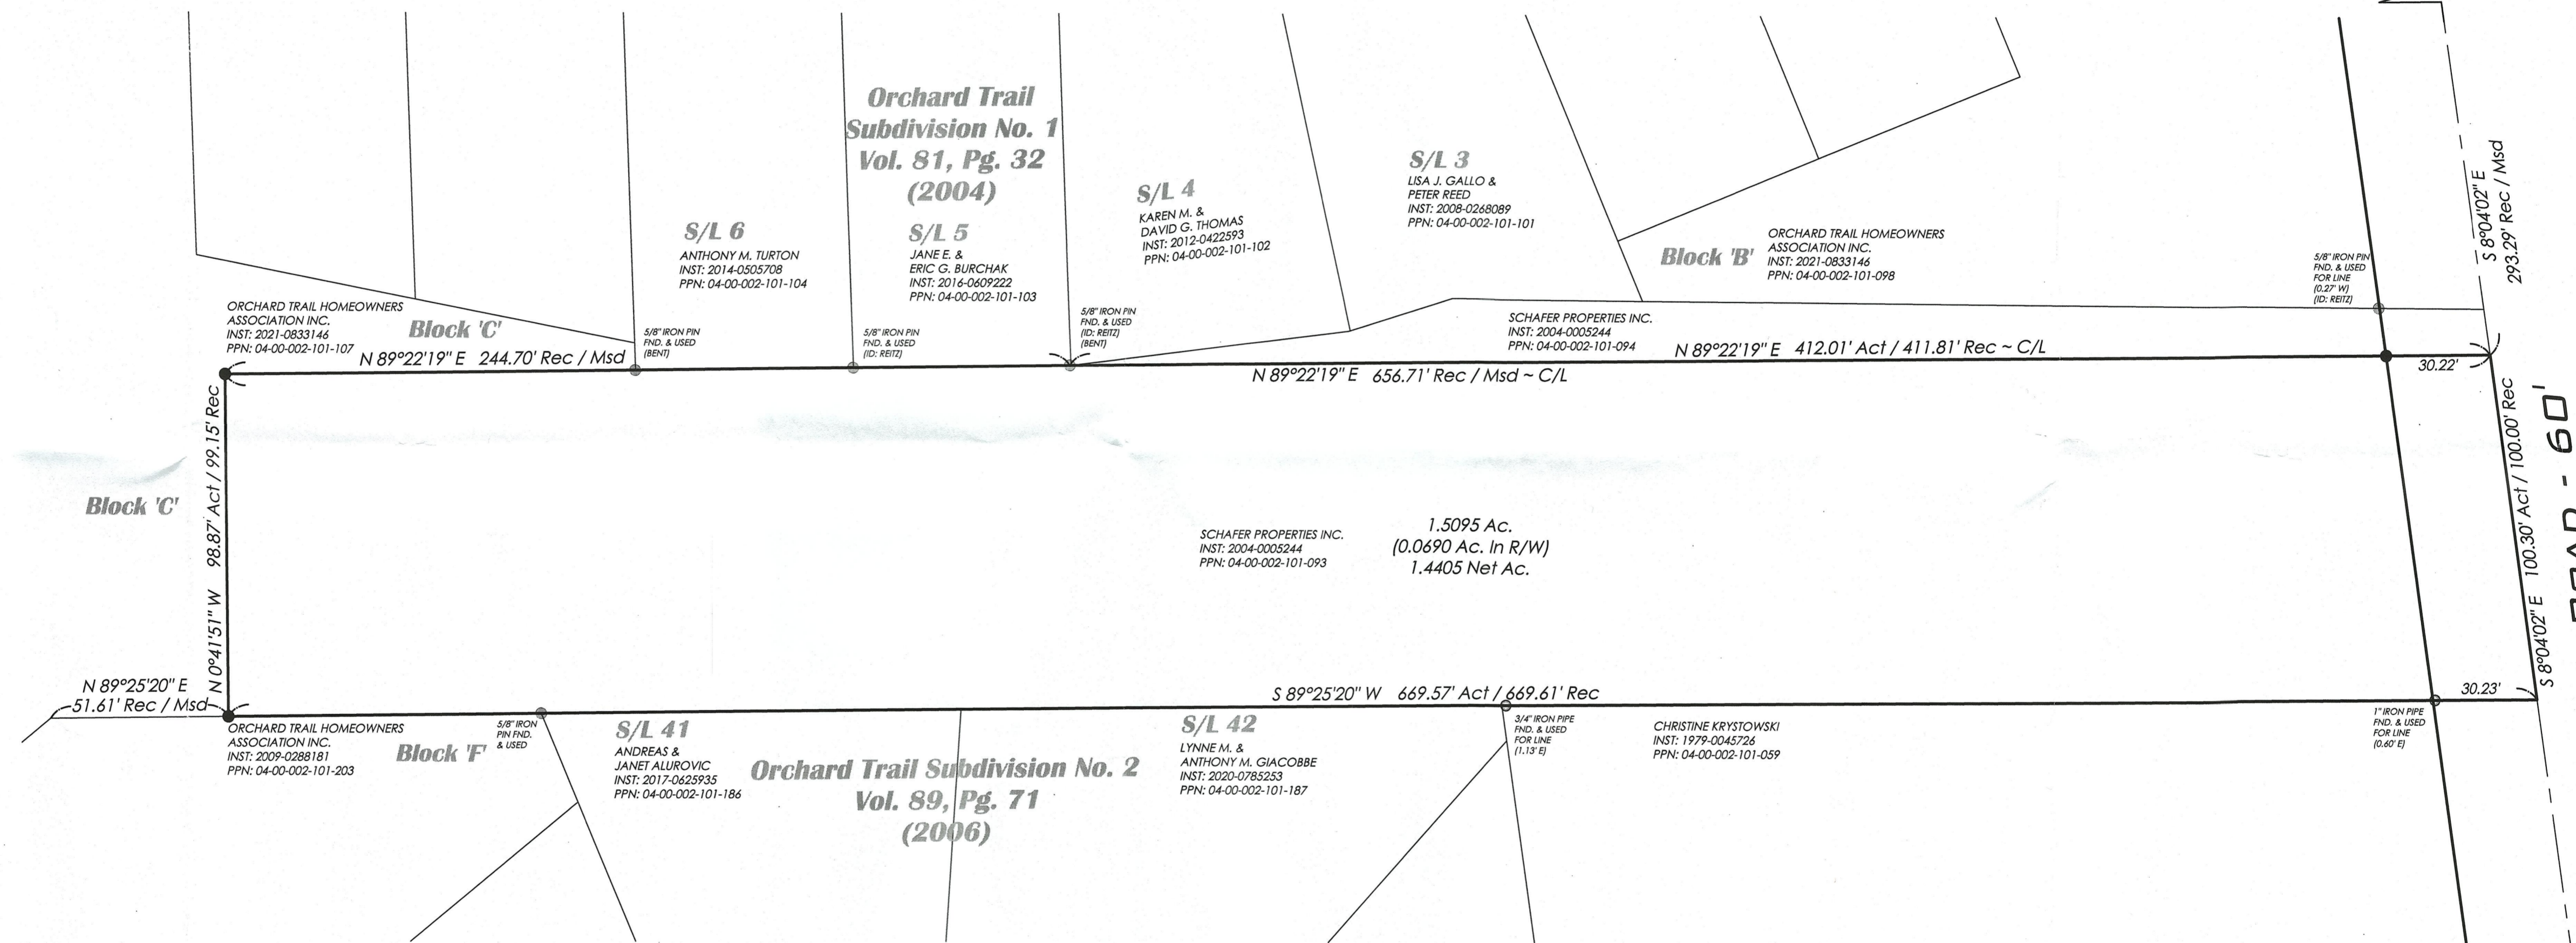 Orchard Trail
Subdivision No. 1
Vol. 81, Pg. 32
(2004)
S/L 6
ANTHONY M. TURTON
INST: 2014-0505708
PPN: 04-00-002-101-104
S/L 5
JANE E. &
ERIC G. BURCHAK
INST: 2016-0609222
PPN: 04-00-002-101-103
S/L 4
KAREN M. &
DAVID G. THOMAS
INST: 2012-0422593
PPN: 04-00-002-101-102
S/L 3
LISA J. GALLO &
PETER REED
INST: 2008-0268089
PPN: 04-00-002-101-101
Block 'B'
ORCHARD TRAIL HOMEOWNERS
ASSOCIATION INC.
INST: 2021-0833146
PPN: 04-00-002-101-098
5/8" IRON PIN
FND. & USED
FOR LINE
(0.27' W)
(ID: REITZ)
S 8°04'02" E
293.29' Rec / Msd
ORCHARD TRAIL HOMEOWNERS
ASSOCIATION INC.
INST: 2021-0833146
PPN: 04-00-002-101-107
Block 'C'
5/8" IRON PIN
FND. & USED
(BENT)
5/8" IRON PIN
FND. & USED
(ID: REITZ)
5/8" IRON PIN
FND. & USED
(ID: REITZ)
(BENT)
SCHAFER PROPERTIES INC.
INST: 2004-0005244
PPN: 04-00-002-101-094
N 89°22'19" E 244.70' Rec / Msd
N 89°22'19" E 412.01' Act / 411.81' Rec ~ C/L
30.22'
N 89°22'19" E 656.71' Rec / Msd ~ C/L
Block 'C'
N 0°41'51" W 98.87' Act / 99.15' Rec
SCHAFER PROPERTIES INC.
INST: 2004-0005244
PPN: 04-00-002-101-093
1.5095 Ac.
(0.0690 Ac. In R/W)
1.4405 Net Ac.
S 8°04'02" E 100.30' Act / 100.00' Rec
- 60'
N 89°25'20" E
51.61' Rec / Msd
S 89°25'20" W 669.57' Act / 669.61' Rec
30.23'
ORCHARD TRAIL HOMEOWNERS
ASSOCIATION INC.
INST: 2009-0288181
PPN: 04-00-002-101-203
Block 'F'
5/8" IRON
PIN FND.
& USED
S/L 41
ANDREAS &
JANET ALUROVIC
INST: 2017-0625935
PPN: 04-00-002-101-186
Orchard Trail Subdivision No. 2
Vol. 89, Pg. 71
(2006)
S/L 42
LYNNE M. &
ANTHONY M. GIACOBBE
INST: 2020-0785253
PPN: 04-00-002-101-187
3/4" IRON PIPE
FND. & USED
FOR LINE
(1.13' E)
CHRISTINE KRYSTOWSKI
INST: 1979-0045726
PPN: 04-00-002-101-059
1" IRON PIPE
FND. & USED
FOR LINE
(0.60' E)